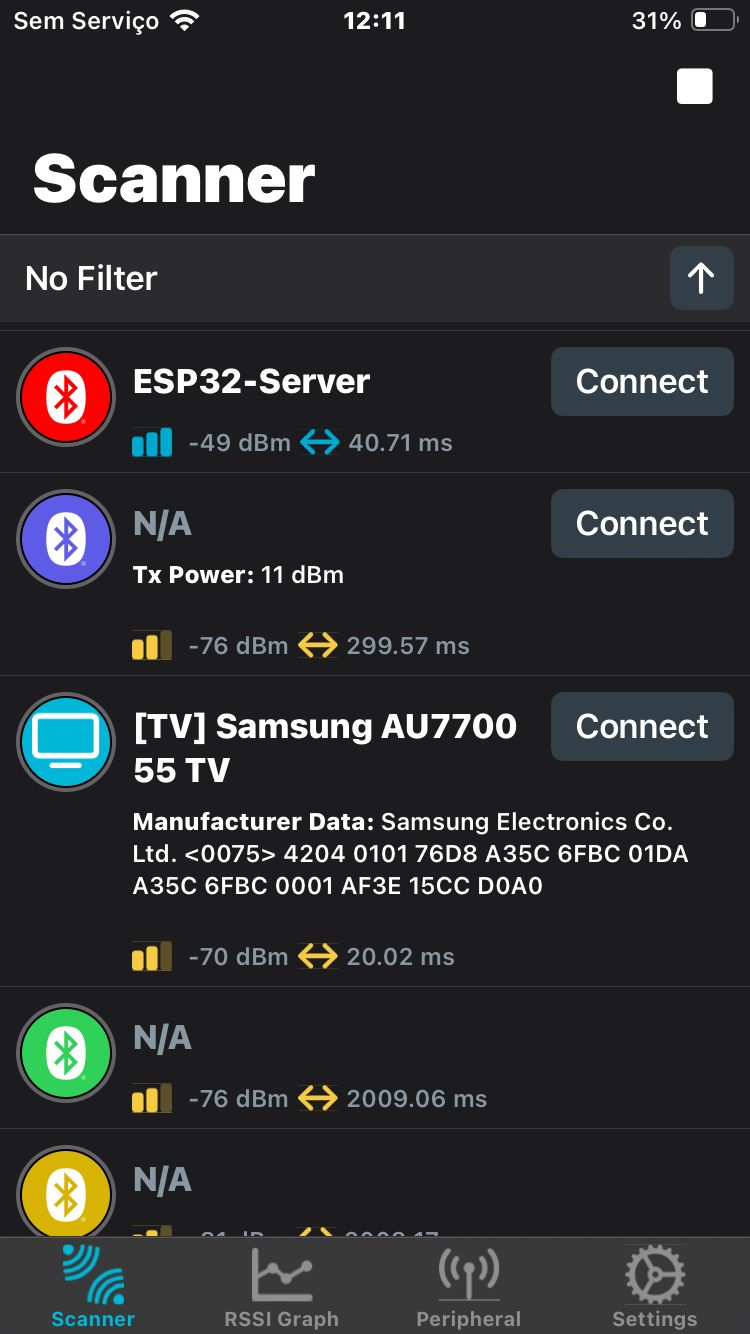 Sem Serviço 12:11 31%
Scanner
No Filter
ESP32-Server Connect
-49 dBm 40.71 ms
N/A Connect
Tx Power: 11 dBm
-76 dBm 299.57 ms
[TV] Samsung AU7700 Connect
55 TV
Manufacturer Data: Samsung Electronics Co.
Ltd. <0075> 4204 0101 76D8 A35C 6FBC 01DA
A35C 6FBC 0001 AF3E 15CC D0A0
-70 dBm 20.02 ms
N/A
-76 dBm 2009.06 ms
N/A
Scanner RSSI Graph Peripheral Settings